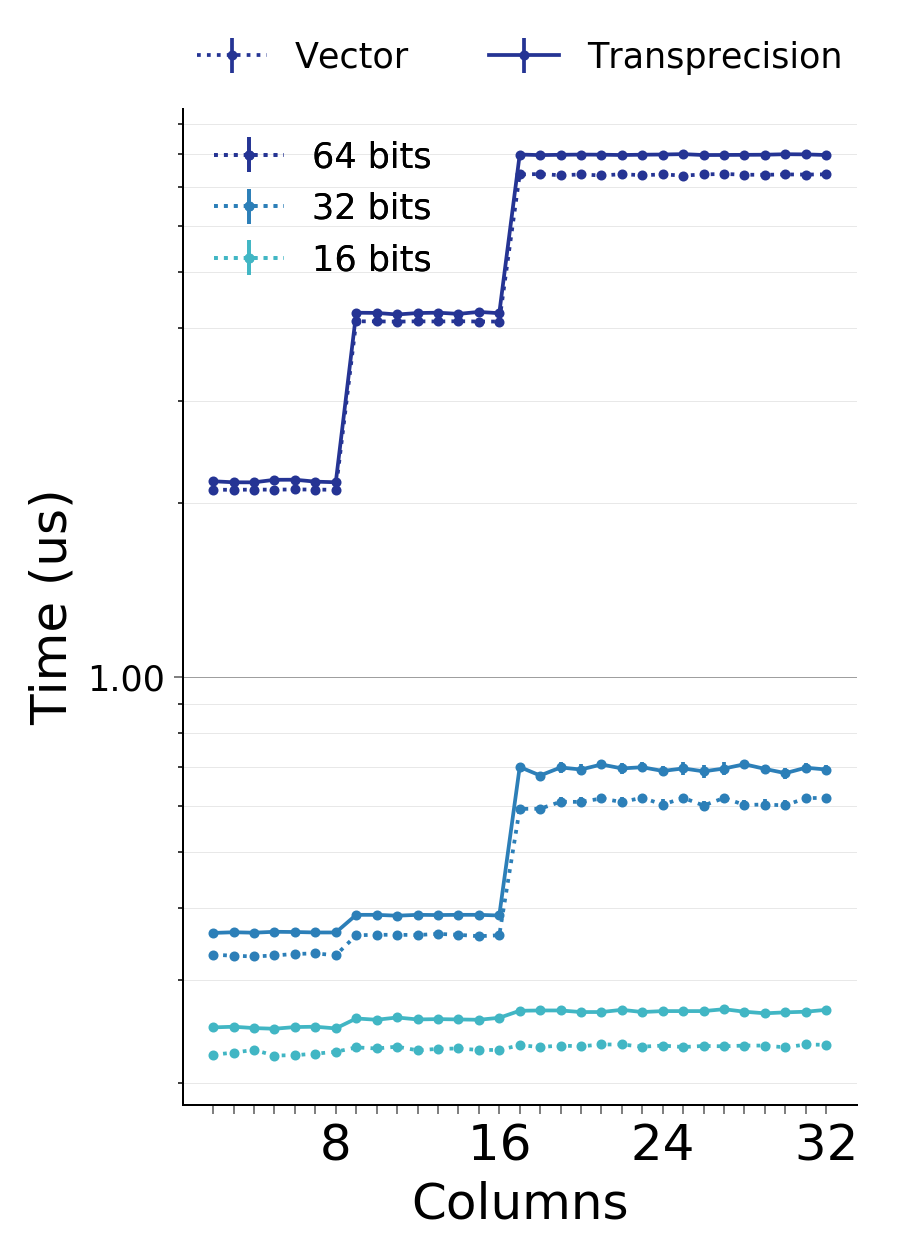 Vector Transprecision
64 bits
32 bits
16 bits
Time (us)
1.00
8 16 24 32
Columns